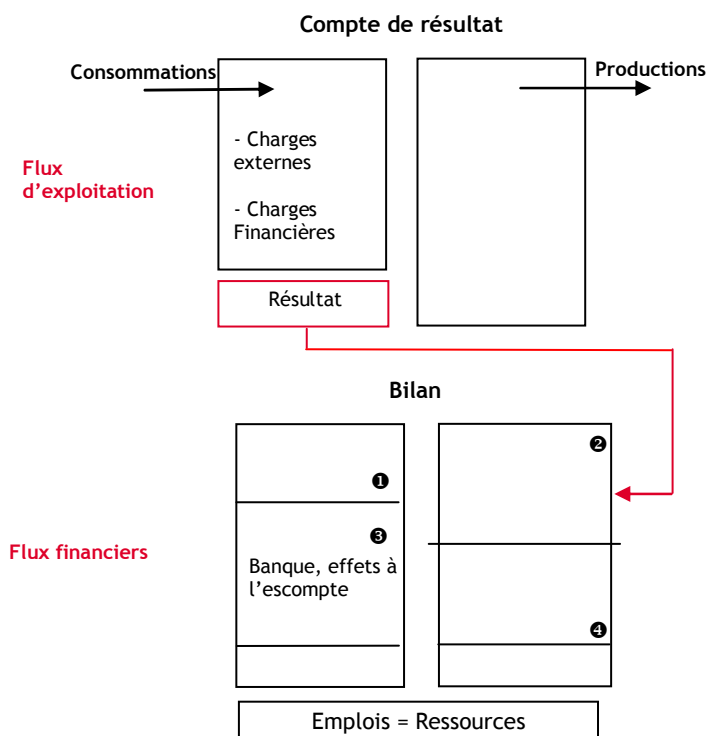 Compte de résultat
Consommations
Productions
- Charges
externes
Flux
d’exploitation
- Charges
Financières
Résultat
Bilan
❷
❶
❸
Flux financiers
Banque, effets à
l’escompte
❹
Emplois = Ressources